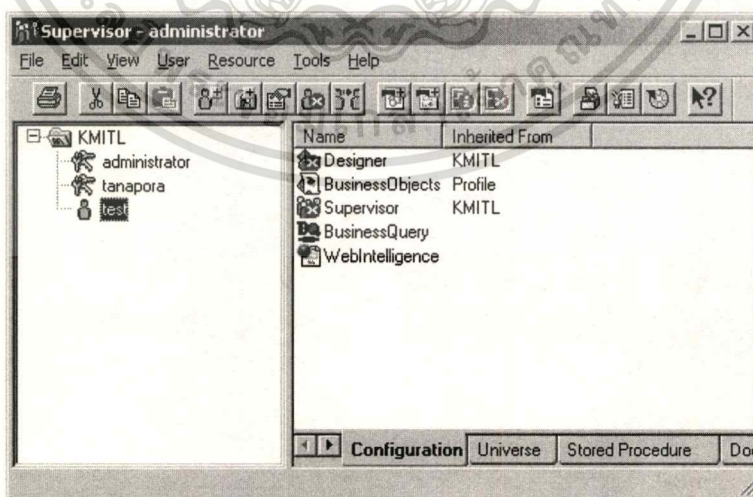 Supervisor - administrator
File Edit View User Resource Tools Help
KMITL
administrator
tanapora
test
Name Inherited From
Designer KMITL
BusinessObjects Profile
Supervisor KMITL
BusinessQuery
WebIntelligence
Configuration Universe Stored Procedure Doc